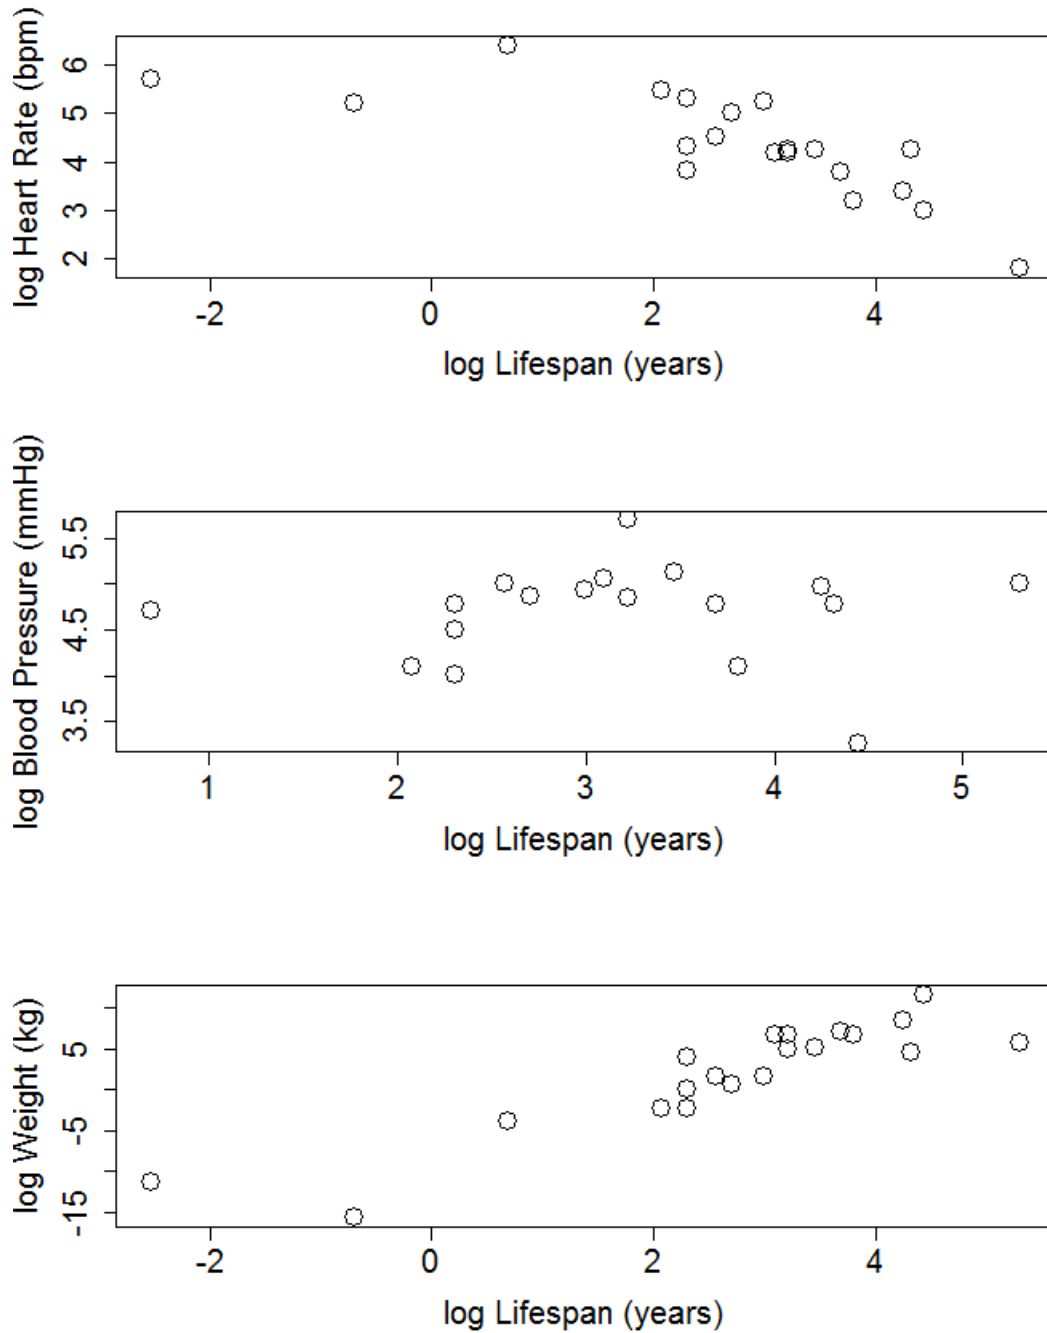 log Heart Rate (bpm)
6
5
4
3
2
-2 0 2 4
log Lifespan (years)
log Blood Pressure (mmHg)
5.5
4.5
3.5
1 2 3 4 5
log Lifespan (years)
log Weight (kg)
5
-5
-15
-2 0 2 4
log Lifespan (years)